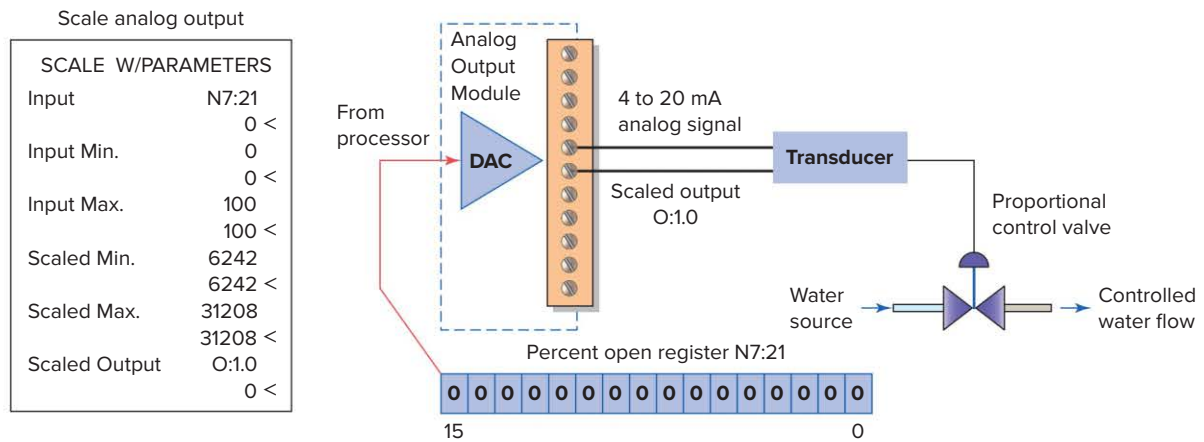 Scale analog output
SCALE W/PARAMETERS
Input N7:21
0 <
Input Min. 0
0 <
Input Max. 100
100 <
Scaled Min. 6242
6242 <
Scaled Max. 31208
31208 <
Scaled Output O:1.0
0 <
From
processor
Analog
Output
Module
DAC
4 to 20 mA
analog signal
Scaled output
O:1.0
Transducer
Proportional
control valve
Water
source
Controlled
water flow
Percent open register N7:21
0 0 0 0 0 0 0 0 0 0 0 0 0 0 0 0
15 0